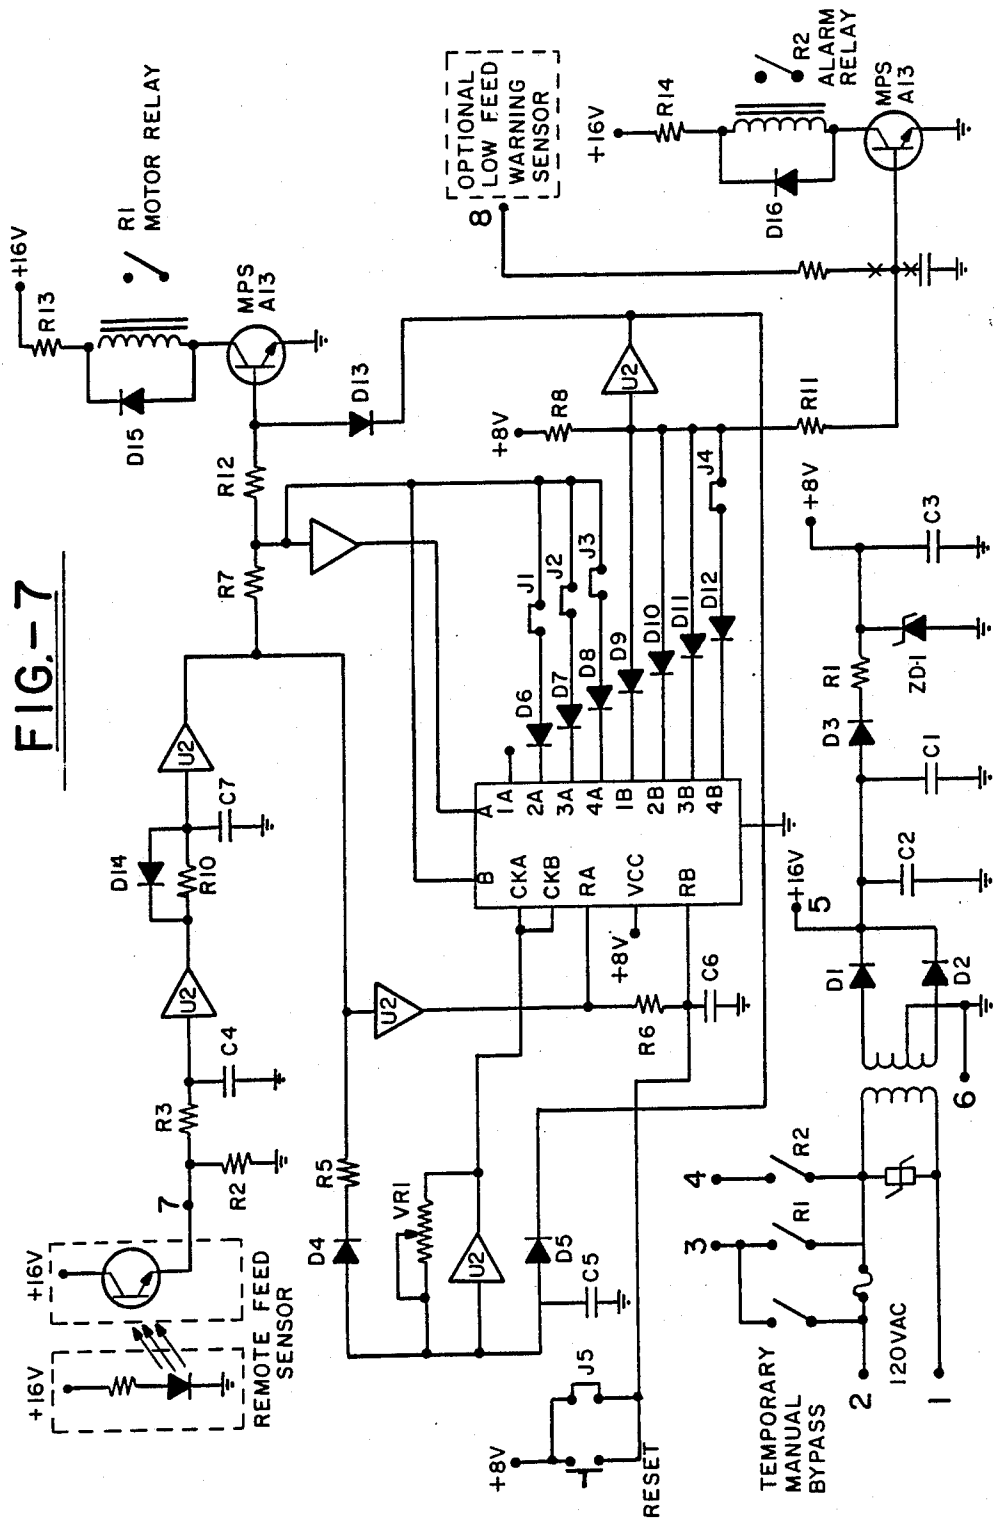 FIG.-7
+16V
+16V
REMOTE FEED
SENSOR
7
R2
R3
C4
U2
D14
R10
C7
U2
R7
R12
+16V
R13
D15
R1
MOTOR RELAY
MPS
A13
D13
D4
R5
VR1
U2
D5
C5
U2
R6
C6
+8V
J5
RESET
B
A
CKA
CKB
RA
VCC
RB
+8V
1A
2A
3A
4A
1B
2B
3B
4B
D6
D7
D8
D9
D10
D11
D12
J1
J2
J3
J4
+8V
R8
U2
R11
8
OPTIONAL
LOW FEED
WARNING
SENSOR
+16V
R14
D16
R2
ALARM
RELAY
MPS
A13
TEMPORARY
MANUAL
BYPASS
3
4
R1
R2
2
120VAC
1
6
D1
D2
+16V
5
C2
C1
D3
R1
ZD-1
+8V
C3